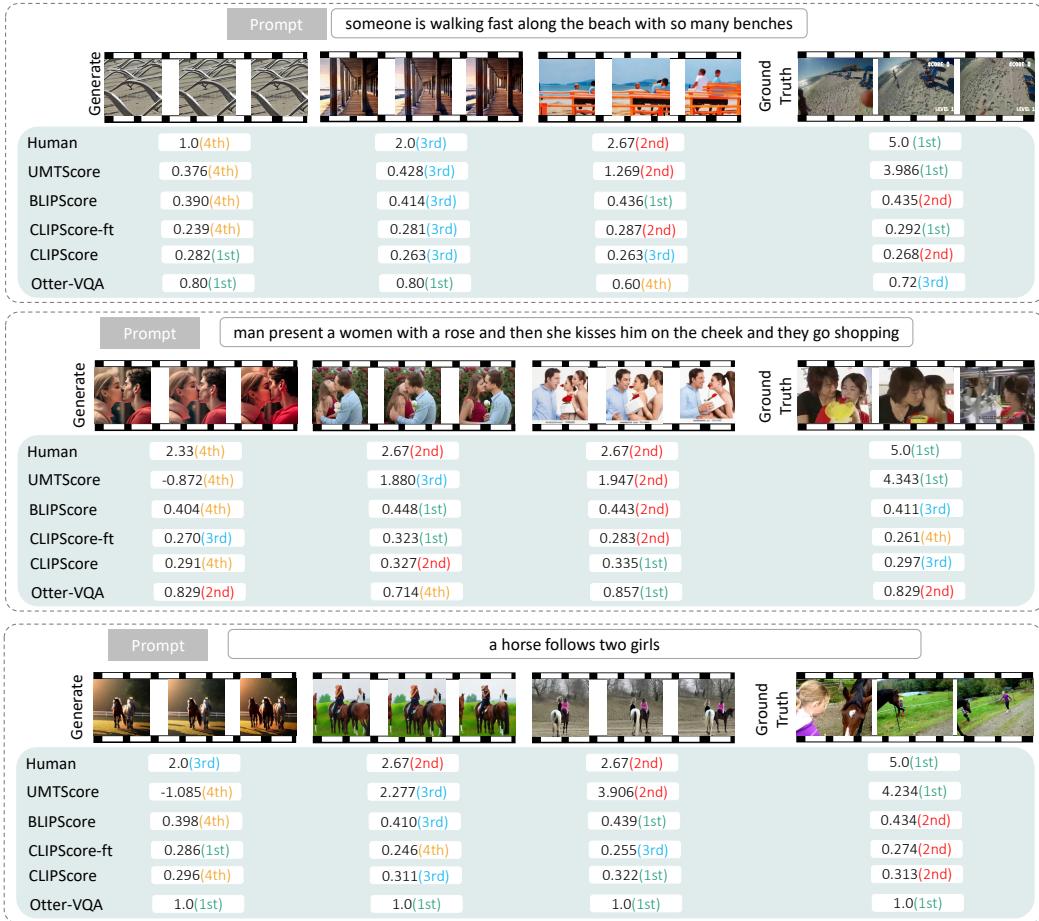 Prompt someone is walking fast along the beach with so many benches
Generate
Ground Truth
SCORE: 0
LEVEL 1
Human 1.0(4th) 2.0(3rd) 2.67(2nd) 5.0 (1st)
UMTScore 0.376(4th) 0.428(3rd) 1.269(2nd) 3.986(1st)
BLIPScore 0.390(4th) 0.414(3rd) 0.436(1st) 0.435(2nd)
CLIPScore-ft 0.239(4th) 0.281(3rd) 0.287(2nd) 0.292(1st)
CLIPScore 0.282(1st) 0.263(3rd) 0.263(3rd) 0.268(2nd)
Otter-VQA 0.80(1st) 0.80(1st) 0.60(4th) 0.72(3rd)
Prompt man present a women with a rose and then she kisses him on the cheek and they go shopping
Generate
Ground Truth
Human 2.33(4th) 2.67(2nd) 2.67(2nd) 5.0(1st)
UMTScore -0.872(4th) 1.880(3rd) 1.947(2nd) 4.343(1st)
BLIPScore 0.404(4th) 0.448(1st) 0.443(2nd) 0.411(3rd)
CLIPScore-ft 0.270(3rd) 0.323(1st) 0.283(2nd) 0.261(4th)
CLIPScore 0.291(4th) 0.327(2nd) 0.335(1st) 0.297(3rd)
Otter-VQA 0.829(2nd) 0.714(4th) 0.857(1st) 0.829(2nd)
Prompt a horse follows two girls
Generate
Ground Truth
Human 2.0(3rd) 2.67(2nd) 2.67(2nd) 5.0(1st)
UMTScore -1.085(4th) 2.277(3rd) 3.906(2nd) 4.234(1st)
BLIPScore 0.398(4th) 0.410(3rd) 0.439(1st) 0.434(2nd)
CLIPScore-ft 0.286(1st) 0.246(4th) 0.255(3rd) 0.274(2nd)
CLIPScore 0.296(4th) 0.311(3rd) 0.322(1st) 0.313(2nd)
Otter-VQA 1.0(1st) 1.0(1st) 1.0(1st) 1.0(1st)